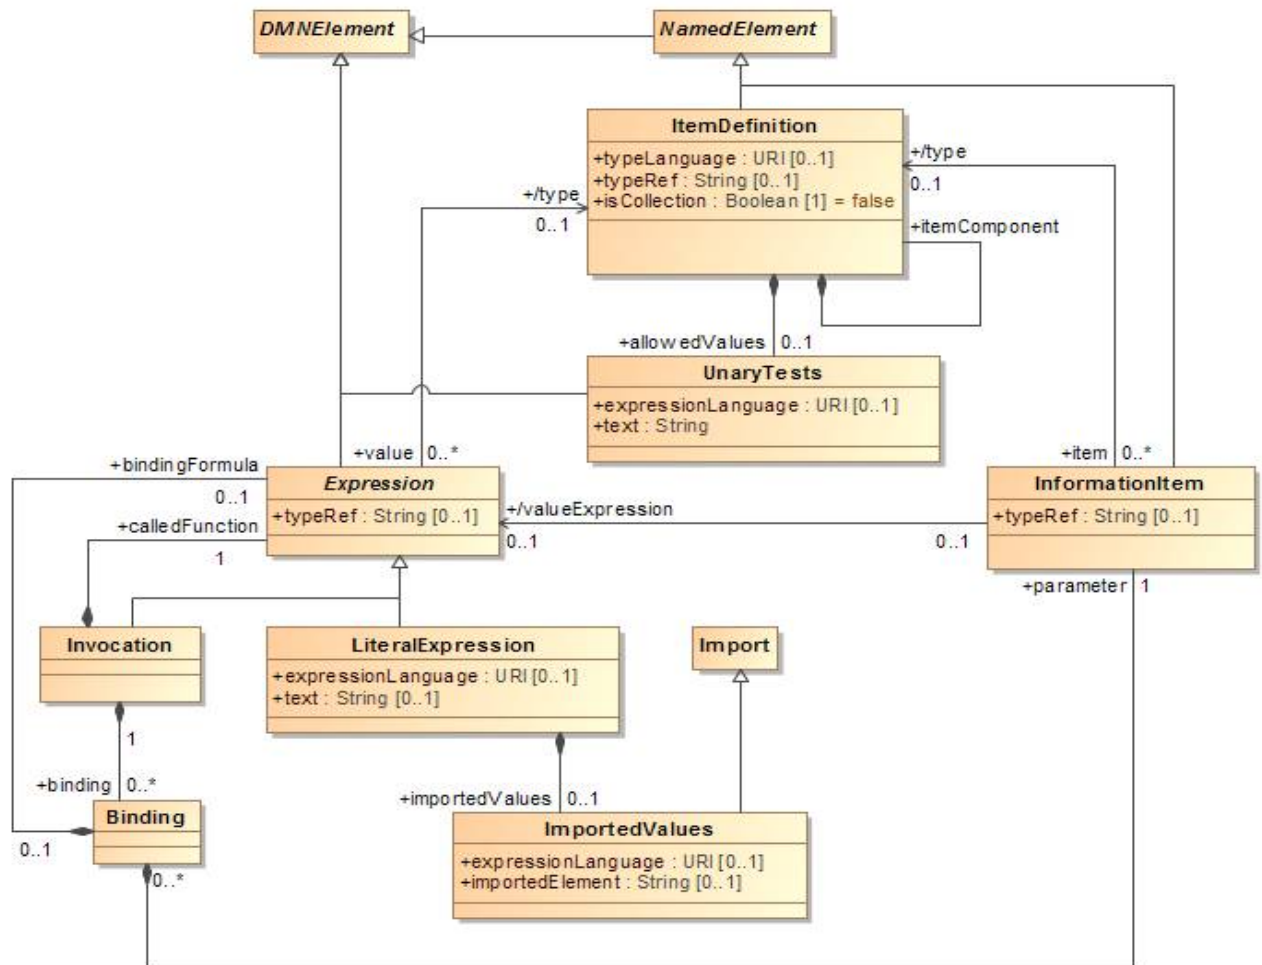 DMNElement
NamedElement
ItemDefinition
+typeLanguage : URI [0..1]
+typeRef : String [0..1]
+isCollection : Boolean [1] = false
+/type
0..1
+/type
0..1
+itemComponent
+allowedValues 0..1
UnaryTests
+expressionLanguage : URI [0..1]
+text : String
+value 0..*
+item 0..*
+bindingFormula
0..1
+calledFunction
1
Expression
+typeRef : String [0..1]
+/valueExpression
0..1
0..1
InformationItem
+typeRef : String [0..1]
+parameter 1
Invocation
LiteralExpression
+expressionLanguage : URI [0..1]
+text : String [0..1]
Import
1
+binding 0..*
+importedValues 0..1
Binding
0..1
0..*
ImportedValues
+expressionLanguage : URI [0..1]
+importedElement : String [0..1]